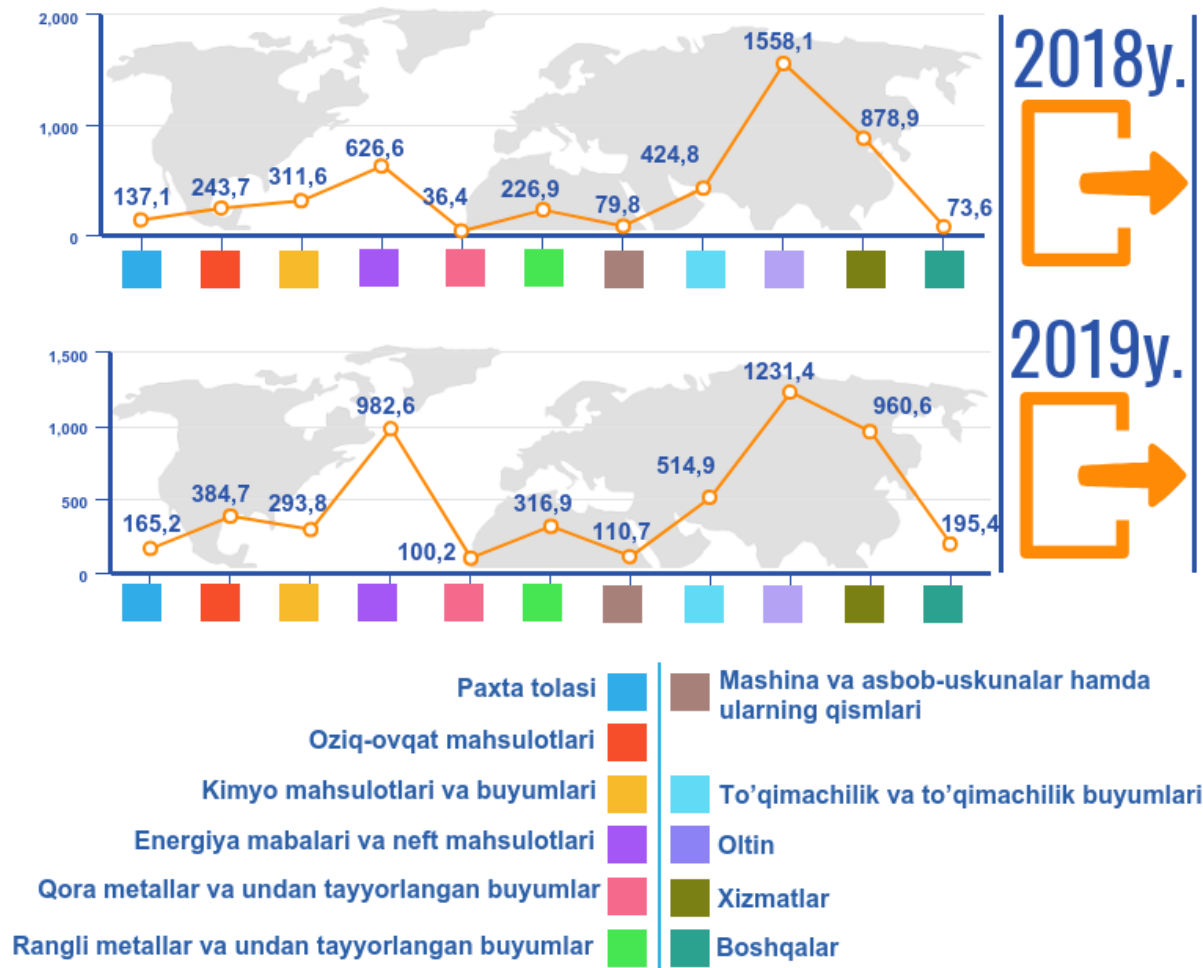 2,000
1,000
0
137,1
243,7
311,6
626,6
36,4
226,9
79,8
424,8
1558,1
878,9
73,6
2018y.
1,500
1,000
500
0
165,2
384,7
293,8
982,6
100,2
316,9
110,7
514,9
1231,4
960,6
195,4
2019y.
Paxta tolasi
Oziq-ovqat mahsulotlari
Kimyo mahsulotlari va buyumlari
Energiya mabalari va neft mahsulotlari
Qora metallar va undan tayyorlangan buyumlar
Rangli metallar va undan tayyorlangan buyumlar
Mashina va asbob-uskunalar hamda
ularning qismlari
To’qimachilik va to’qimachilik buyumlari
Oltin
Xizmatlar
Boshqalar